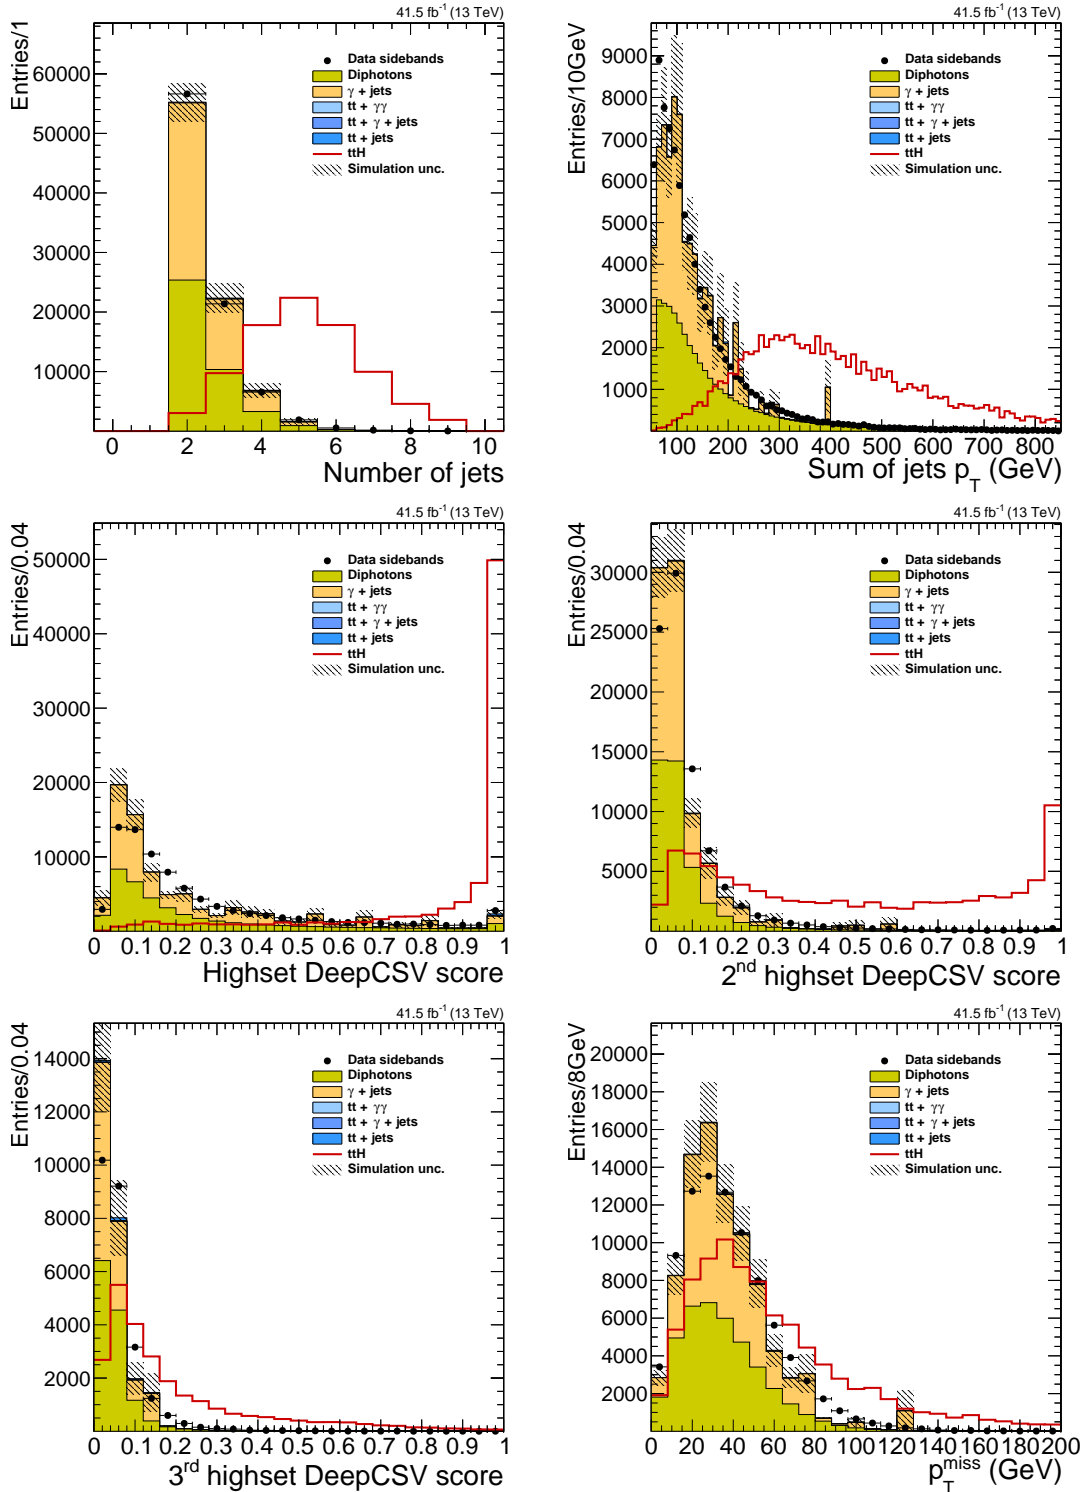 41.5 fb⁻¹ (13 TeV)
Entries/1
60000
50000
40000
30000
20000
10000
Data sidebands
Diphotons
γ + jets
tt + γγ
tt + γ + jets
tt + jets
ttH
Simulation unc.
0 2 4 6 8 10
Number of jets
41.5 fb⁻¹ (13 TeV)
Entries/10GeV
9000
8000
7000
6000
5000
4000
3000
2000
1000
Data sidebands
Diphotons
γ + jets
tt + γγ
tt + γ + jets
tt + jets
ttH
Simulation unc.
100 200 300 400 500 600 700 800
Sum of jets p_T (GeV)
41.5 fb⁻¹ (13 TeV)
Entries/0.04
50000
40000
30000
20000
10000
Data sidebands
Diphotons
γ + jets
tt + γγ
tt + γ + jets
tt + jets
ttH
Simulation unc.
0 0.1 0.2 0.3 0.4 0.5 0.6 0.7 0.8 0.9 1
Highset DeepCSV score
41.5 fb⁻¹ (13 TeV)
Entries/0.04
30000
25000
20000
15000
10000
5000
Data sidebands
Diphotons
γ + jets
tt + γγ
tt + γ + jets
tt + jets
ttH
Simulation unc.
0 0.1 0.2 0.3 0.4 0.5 0.6 0.7 0.8 0.9 1
2ⁿᵈ highset DeepCSV score
41.5 fb⁻¹ (13 TeV)
Entries/0.04
14000
12000
10000
8000
6000
4000
2000
Data sidebands
Diphotons
γ + jets
tt + γγ
tt + γ + jets
tt + jets
ttH
Simulation unc.
0 0.1 0.2 0.3 0.4 0.5 0.6 0.7 0.8 0.9 1
3ʳᵈ highset DeepCSV score
41.5 fb⁻¹ (13 TeV)
Entries/8GeV
20000
18000
16000
14000
12000
10000
8000
6000
4000
2000
Data sidebands
Diphotons
γ + jets
tt + γγ
tt + γ + jets
tt + jets
ttH
Simulation unc.
0 20 40 60 80 100 120 140 160 180 200
p_T^miss (GeV)